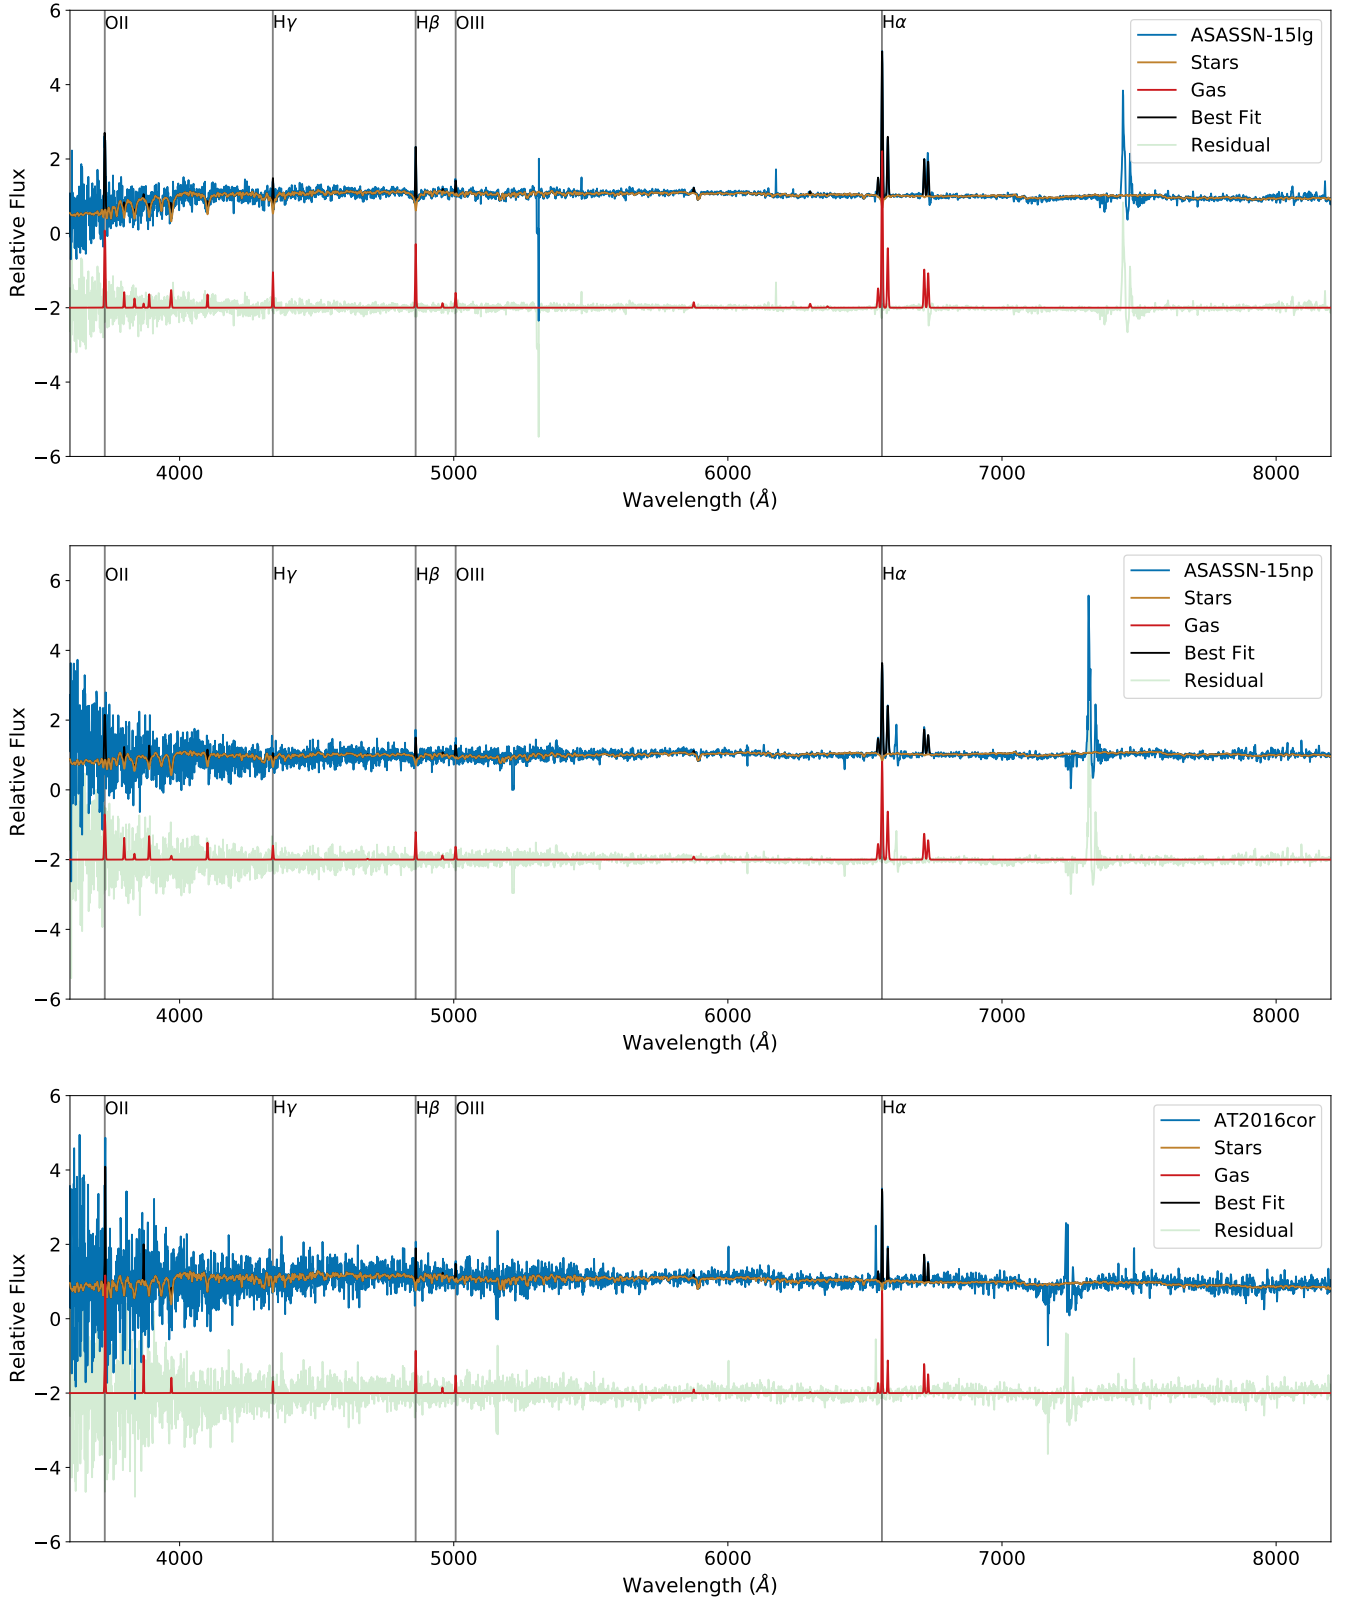 OII Hγ Hβ OIII Hα
ASASSN-15lg
Stars
Gas
Best Fit
Residual
6
4
2
0
−2
−4
−6
Relative Flux
4000 5000 6000 7000 8000
Wavelength (Å)
OII Hγ Hβ OIII Hα
ASASSN-15np
Stars
Gas
Best Fit
Residual
6
4
2
0
−2
−4
−6
Relative Flux
4000 5000 6000 7000 8000
Wavelength (Å)
OII Hγ Hβ OIII Hα
AT2016cor
Stars
Gas
Best Fit
Residual
6
4
2
0
−2
−4
−6
Relative Flux
4000 5000 6000 7000 8000
Wavelength (Å)